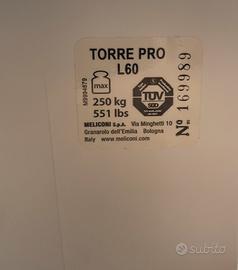 TORRE PRO
L60
max
250 kg
551 lbs
TÜV
N° 169989
MELICONI s.p.a. Via Minghetti 10
Granarolo dell'Emilia Bologna
Italy www.meliconi.com
subito